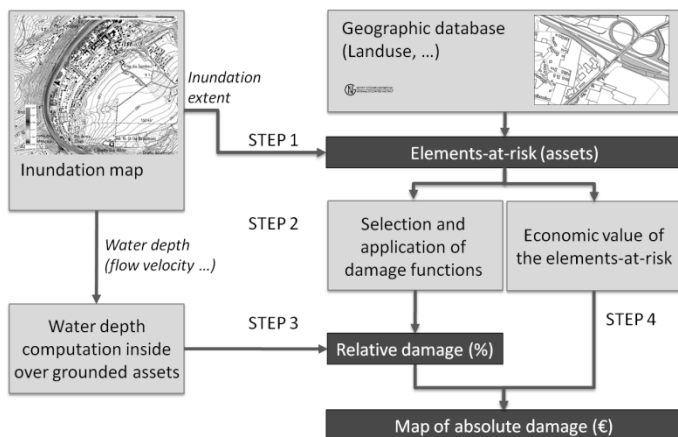 Inundation map
Inundation
extent
Geographic database
(Landuse, ...)
STEP 1
Elements-at-risk (assets)
Water depth
(flow velocity ...)
STEP 2
Selection and
application of
damage functions
Economic value of
the elements-at-risk
Water depth
computation inside
over grounded assets
STEP 3
Relative damage (%)
STEP 4
Map of absolute damage (€)